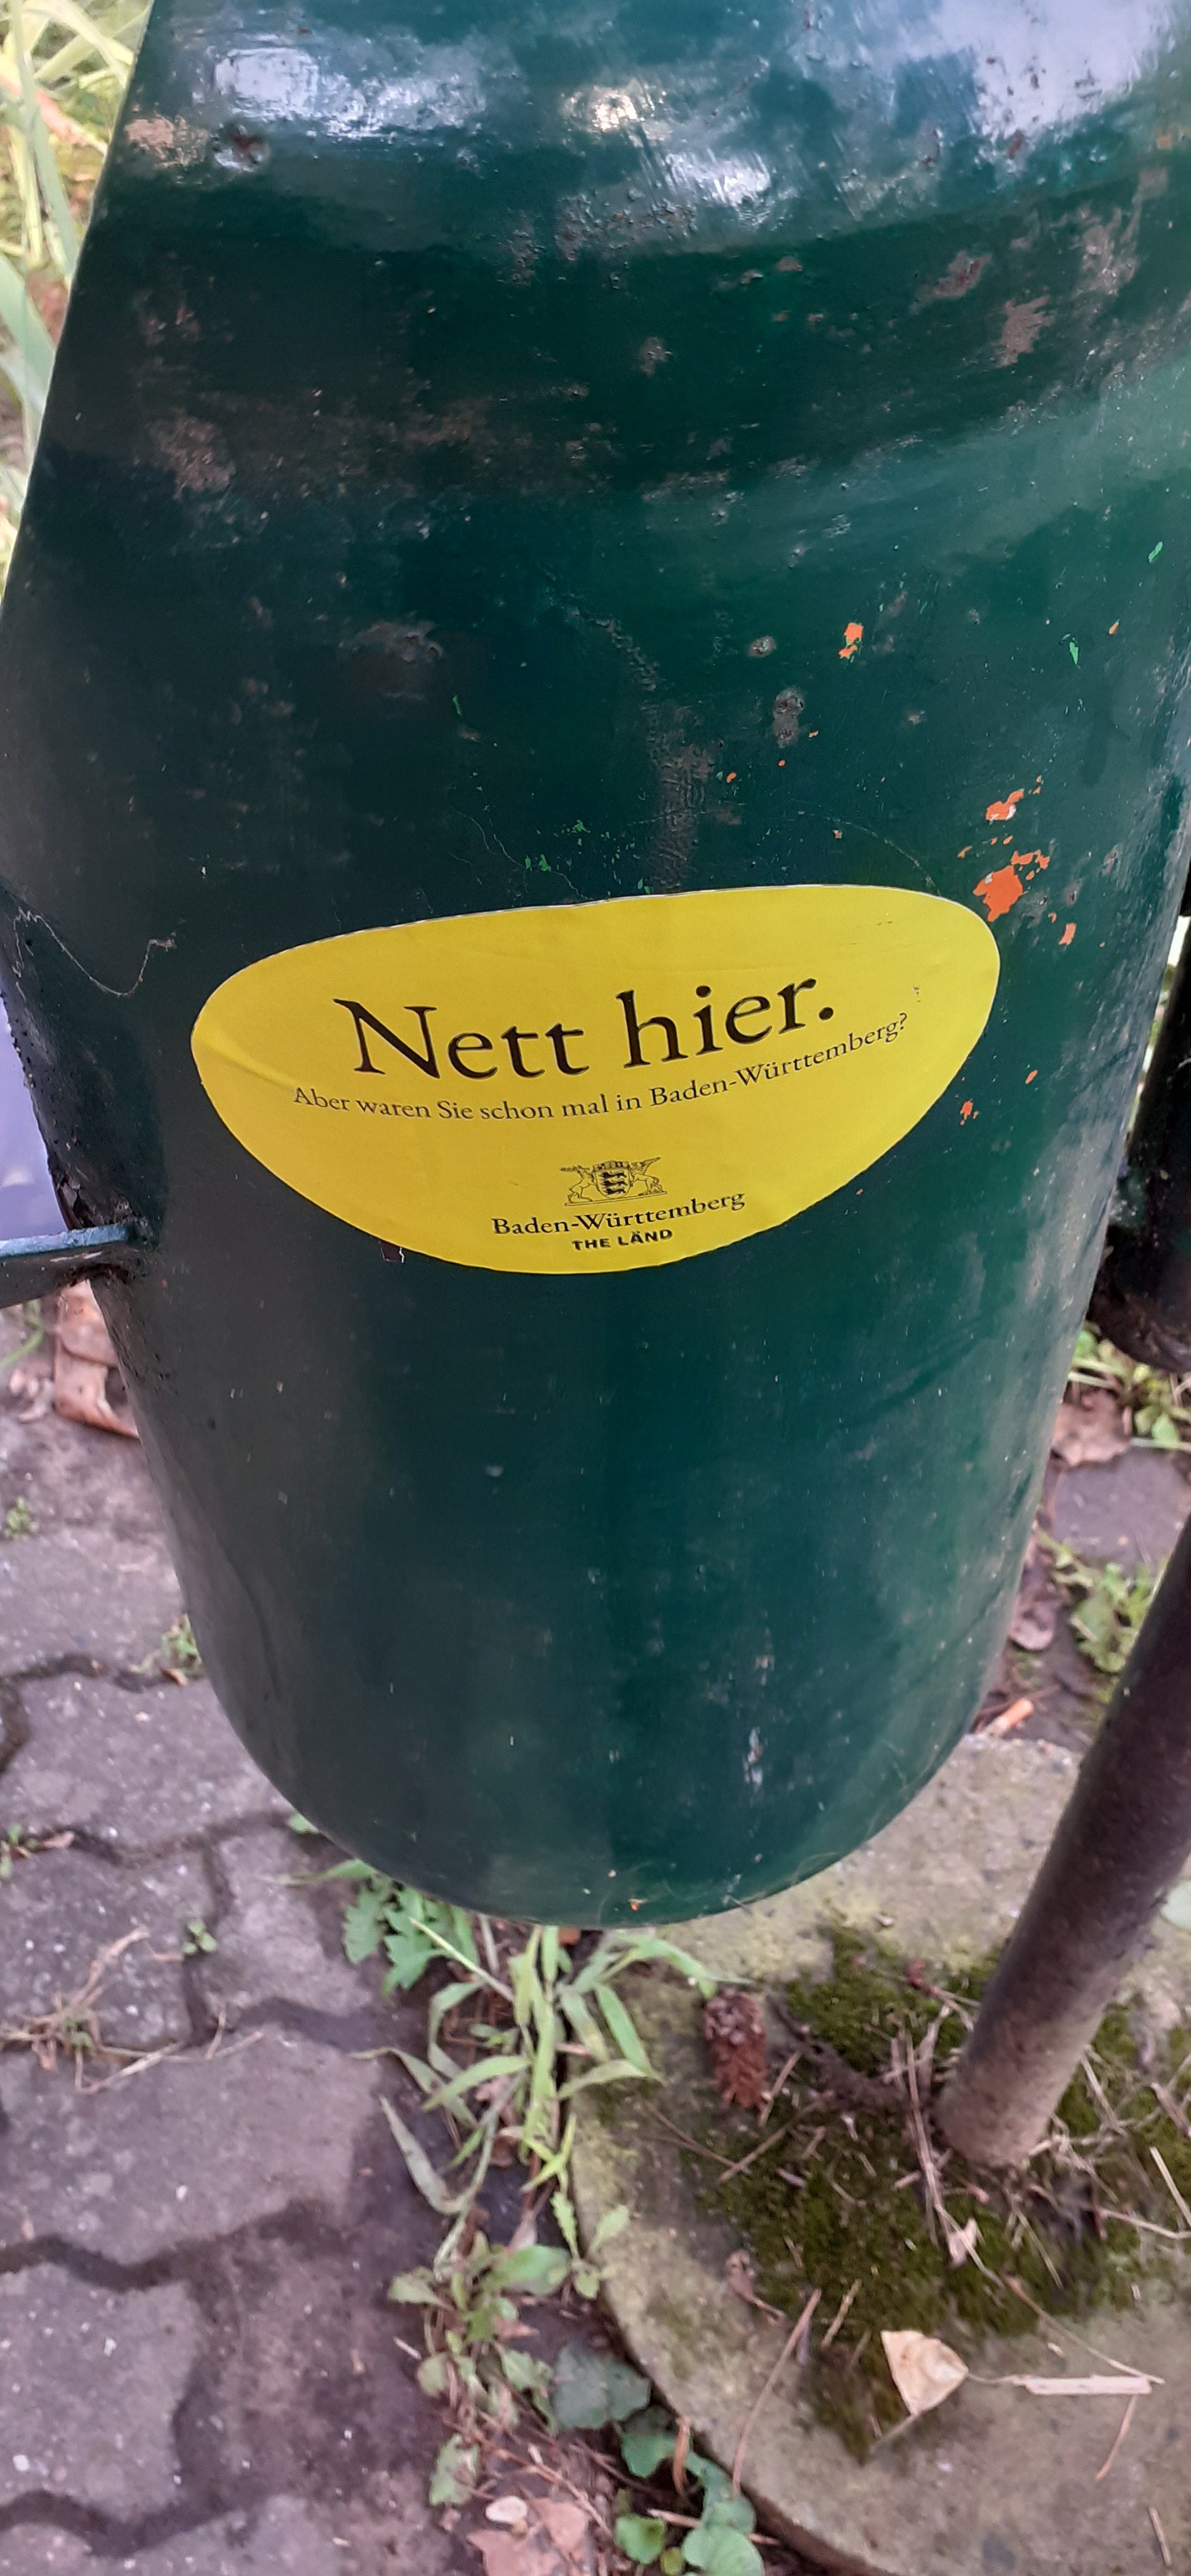 Nett hier.
Aber waren Sie schon mal in Baden-Württemberg?
Baden-Württemberg
THE LÄND